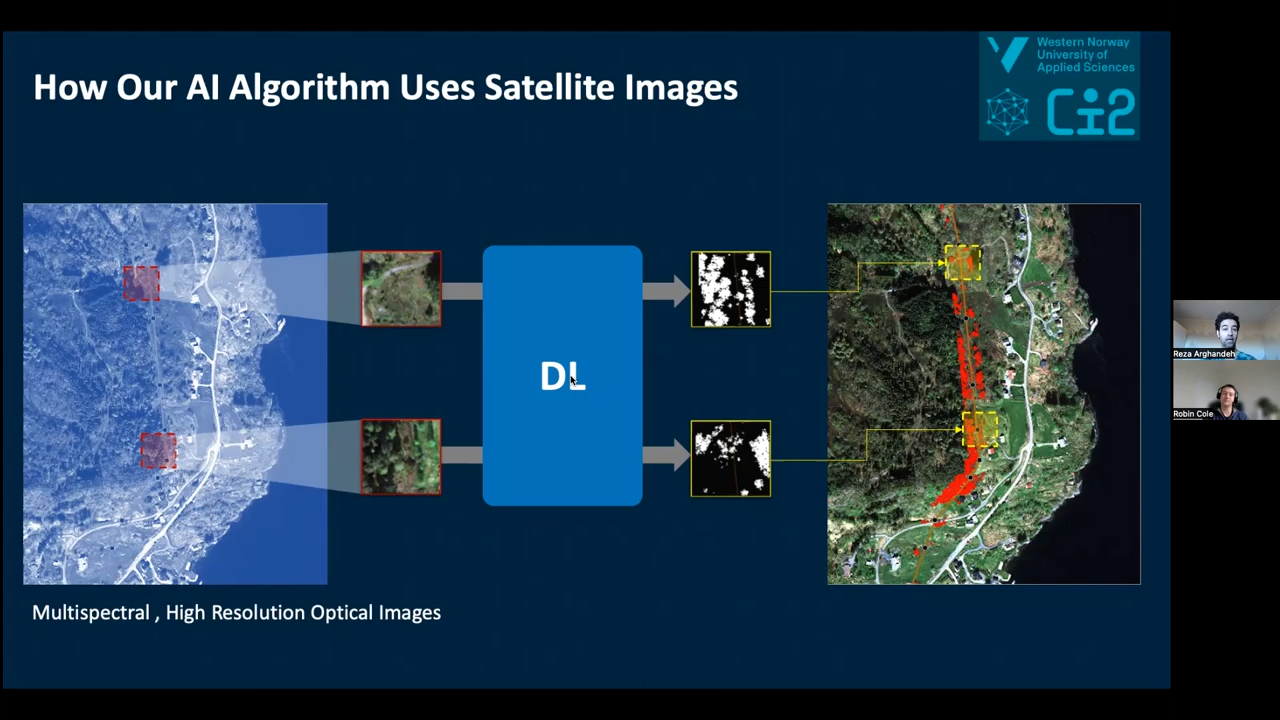 How Our AI Algorithm Uses Satellite Images
Western Norway
University of
Applied Sciences
Ci2
DL
Multispectral , High Resolution Optical Images
Reza Arghandeh
Robin Cole